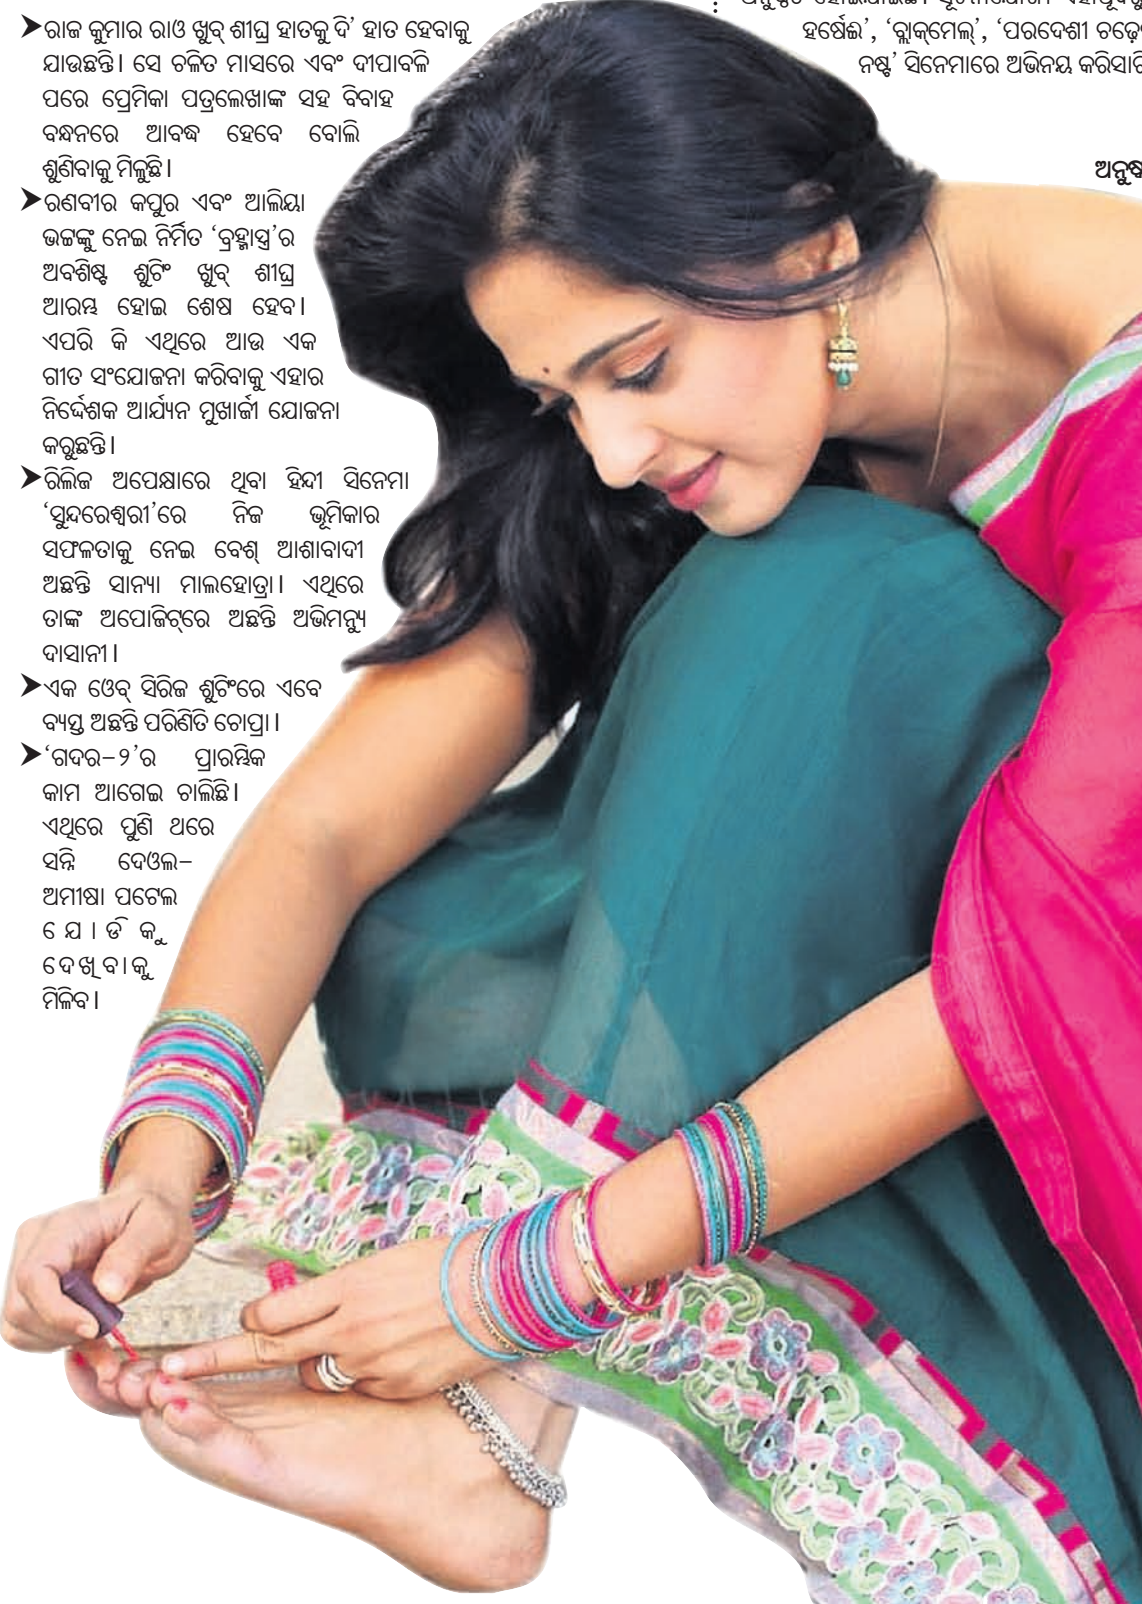 ➤ରାଜ କୁମାର ରାଓ ଖୁବ୍ ଶୀଘ୍ର ହାତକୁ ଦି’ ହାତ ହେବାକୁ
ଯାଉଛନ୍ତି। ସେ ଚଳିତ ମାସରେ ଏବଂ ଦୀପାବଳି
ପରେ ପ୍ରେମିକା ପତ୍ରଲେଖାଙ୍କ ସହ ବିବାହ
ବନ୍ଧନରେ ଆବଦ୍ଧ ହେବେ ବୋଲି
ଶୁଣିବାକୁ ମିଳୁଛି।
➤ରଣବୀର କପୁର ଏବଂ ଆଲିୟା
ଭଟ୍ଟଙ୍କୁ ନେଇ ନିର୍ମିତ ‘ବ୍ରହ୍ମାସ୍ତ୍ର’ର
ଅବଶିଷ୍ଟ ଶୁଟିଂ ଖୁବ୍ ଶୀଘ୍ର
ଆରମ୍ଭ ହୋଇ ଶେଷ ହେବ।
ଏପରି କି ଏଥିରେ ଆଉ ଏକ
ଗୀତ ସଂଯୋଜନା କରିବାକୁ ଏହାର
ନିର୍ଦ୍ଦେଶକ ଆର୍ଯ୍ୟନ ମୁଖାର୍ଜୀ ଯୋଜନା
କରୁଛନ୍ତି।
➤ରିଲିଜ ଅପେକ୍ଷାରେ ଥିବା ହିନ୍ଦୀ ସିନେମା
‘ସୁନ୍ଦରେଶ୍ୱରୀ’ରେ ନିଜ ଭୂମିକାର
ସଫଳତାକୁ ନେଇ ବେଶ୍ ଆଶାବାଦୀ
ଅଛନ୍ତି ସାନ୍ୟା ମାଲହୋତ୍ରା। ଏଥିରେ
ତାଙ୍କ ଅପୋଜିଟ୍‌ରେ ଅଛନ୍ତି ଅଭିମନ୍ୟୁ
ଦାସାନୀ।
➤ଏକ ଓେବ୍ ସିରିଜ ଶୁଟିଂରେ ଏବେ
ବ୍ୟସ୍ତ ଅଛନ୍ତି ପରିଣିତି ଚୋପ୍ରା।
➤‘ଗଦର–୨’ର ପ୍ରାରମ୍ଭିକ
କାମ ଆଗେଇ ଚାଲିଛି।
ଏଥିରେ ପୁଣି ଥରେ
ସନ୍ନି ଦେଓଲ–
ଅମୀଷା ପଟେଲ
ଯୋଡିକୁ
ଦେଖିବାକୁ
ମିଳିବ।
ହର୍ଷେଈ’, ‘ବ୍ଲାକ୍‌ମେଲ୍’, ‘ପରଦେଶୀ
ନଷ୍ଟ’ ସିନେମାରେ ଅଭିନୟ